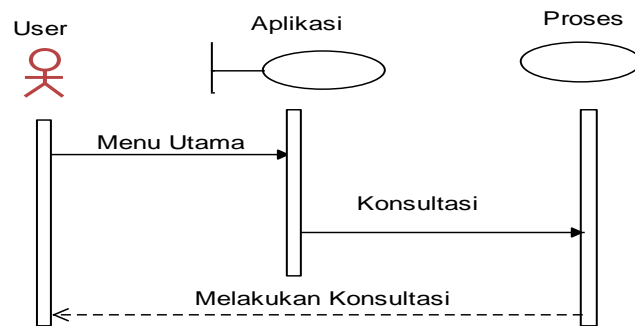 User
Aplikasi
Proses
Menu Utama
Konsultasi
Melakukan Konsultasi